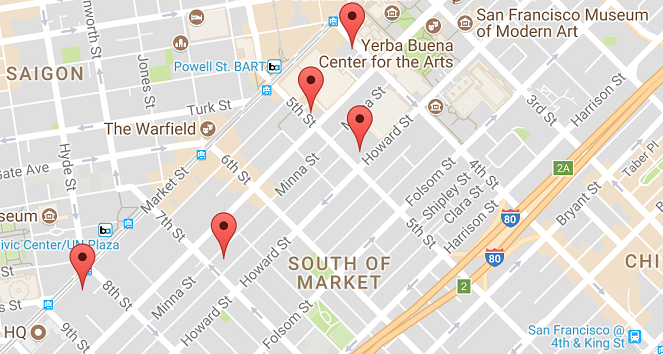 San Francisco Museum
of Modern Art
Yerba Buena
Center for the Arts
SAIGON
Jones St
Powell St. BART
Turk St
5th St
Minna St
Howard St
3rd St
Harrison St
The Warfield
Hyde St
Gate Ave
Market St
6th St
Minna St
4th St
2A
Taber Pl
Folsom St
Shipley St
Clara St
Harrison St
Bryant St
7th St
5th St
80
useum
Civic Center/UN Plaza
Howard St
SOUTH OF
MARKET
80
CHI
2
8th St
Minna St
Howard St
Folsom St
9th St
HQ
San Francisco @
4th & King St